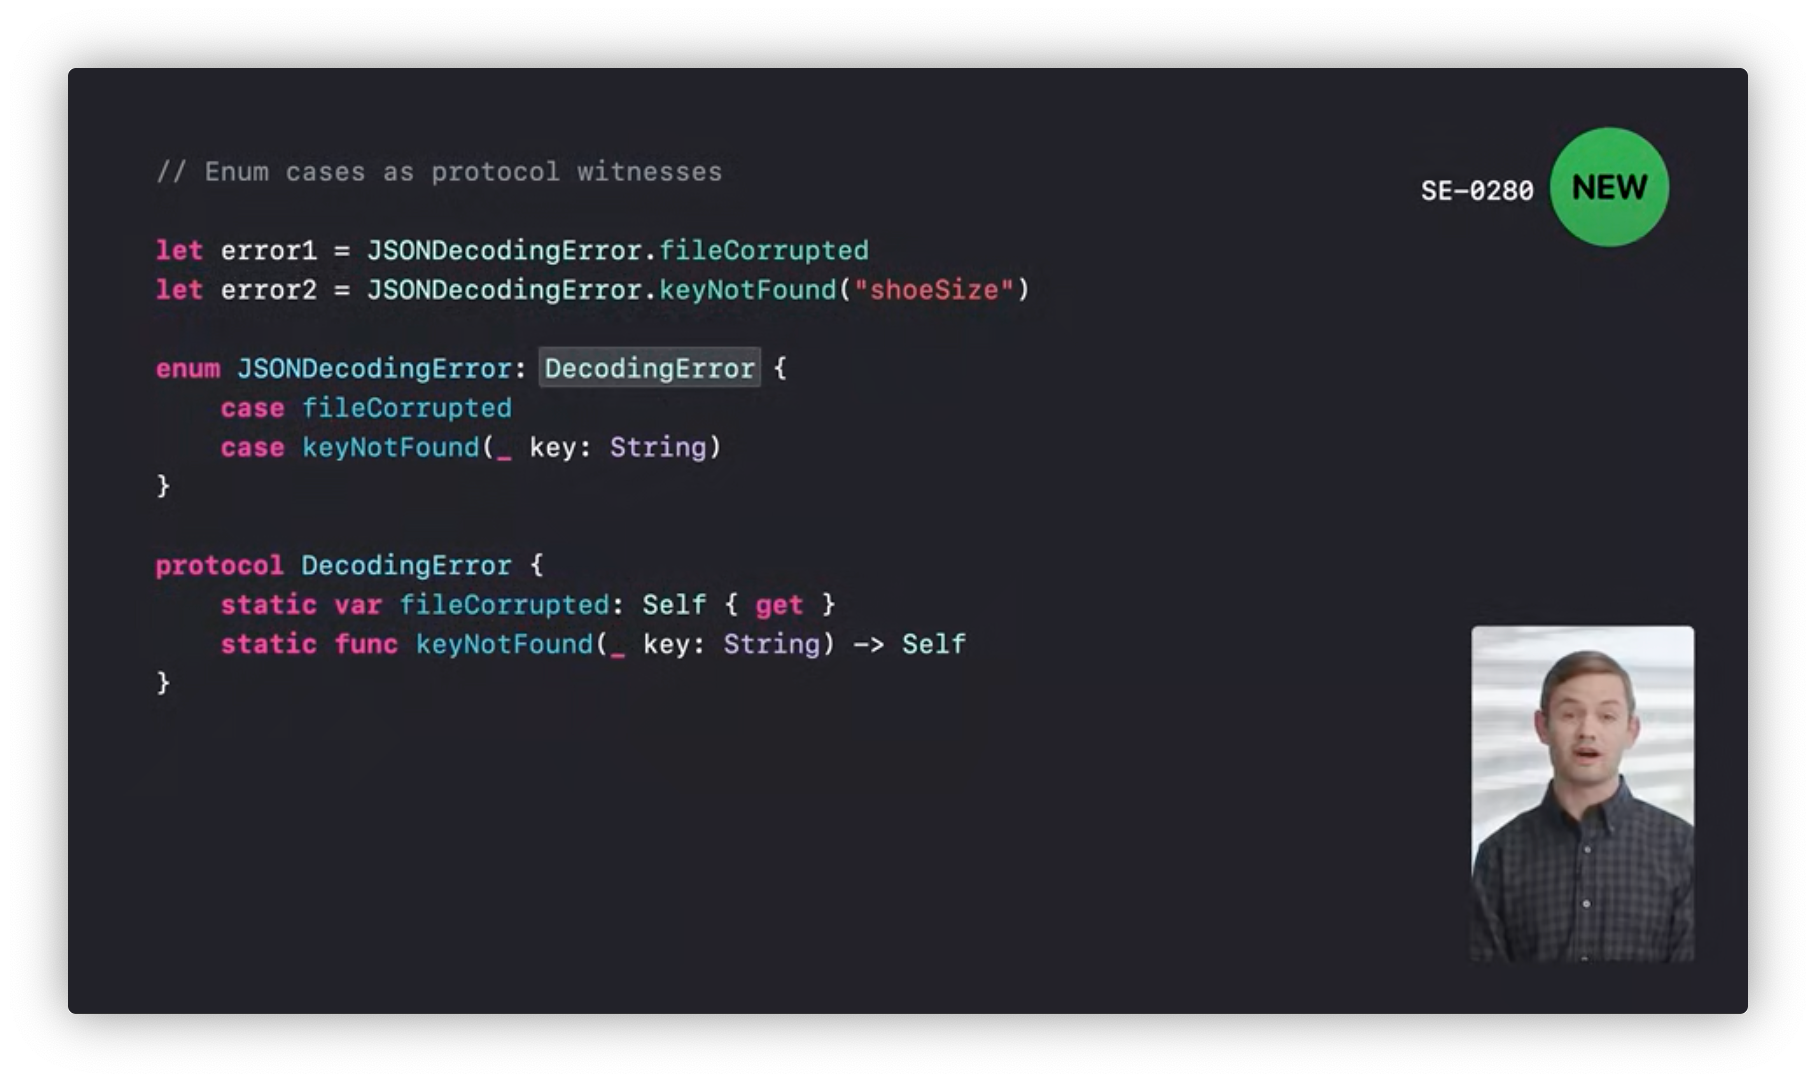 // Enum cases as protocol witnesses
SE-0280
NEW
let error1 = JSONDecodingError.fileCorrupted
let error2 = JSONDecodingError.keyNotFound("shoeSize")
enum JSONDecodingError: DecodingError {
    case fileCorrupted
    case keyNotFound(_ key: String)
}
protocol DecodingError {
    static var fileCorrupted: Self { get }
    static func keyNotFound(_ key: String) -> Self
}